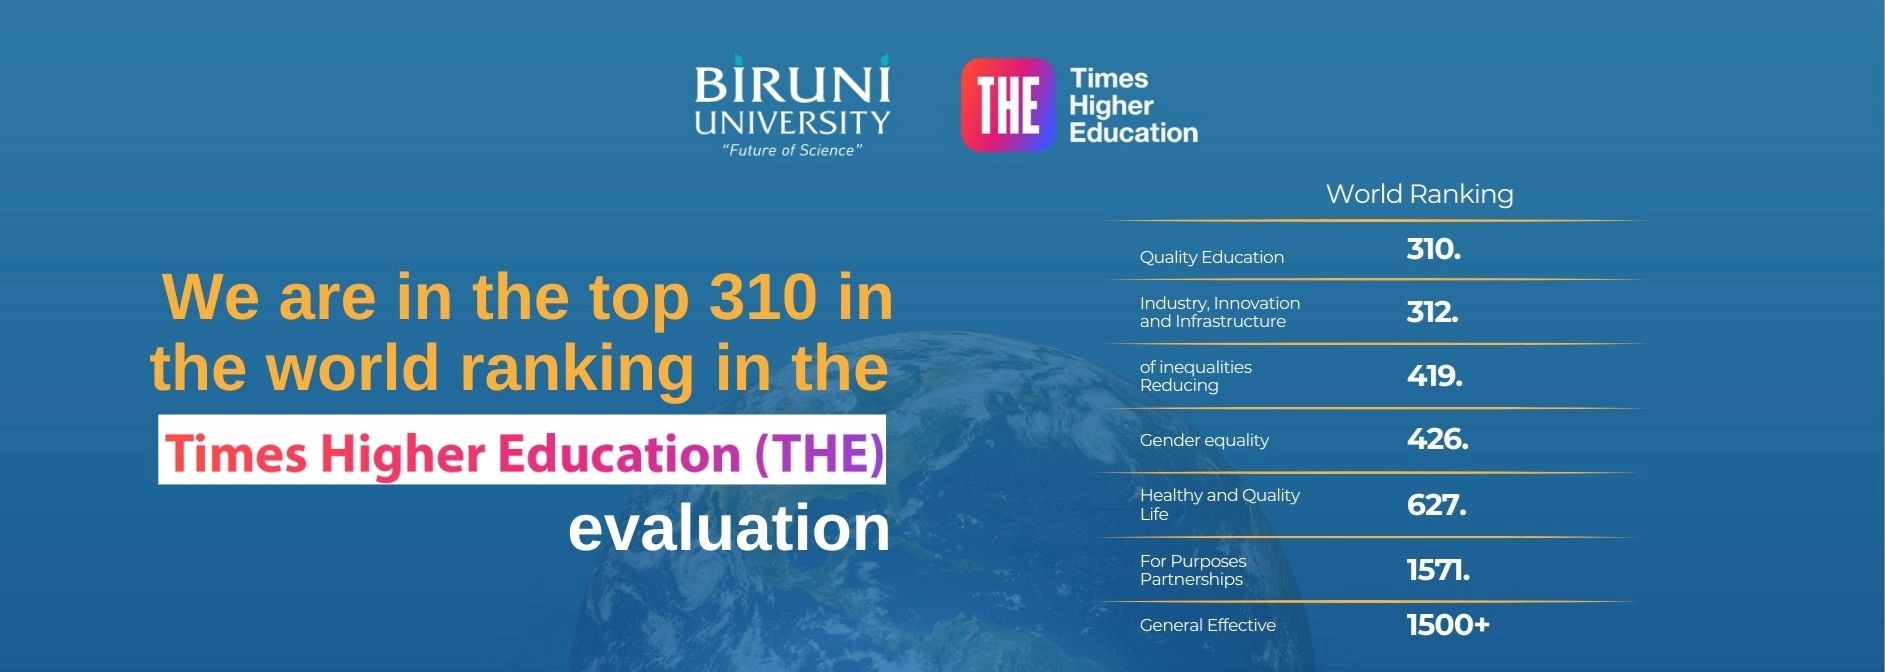 BİRUNİ
UNIVERSITY
"Future of Science"
THE
Times
Higher
Education
We are in the top 310 in
the world ranking in the
Times Higher Education (THE)
evaluation
World Ranking
Quality Education 310.
Industry, Innovation
and Infrastructure 312.
of inequalities
Reducing 419.
Gender equality 426.
Healthy and Quality
Life 627.
For Purposes
Partnerships 1571.
General Effective 1500+